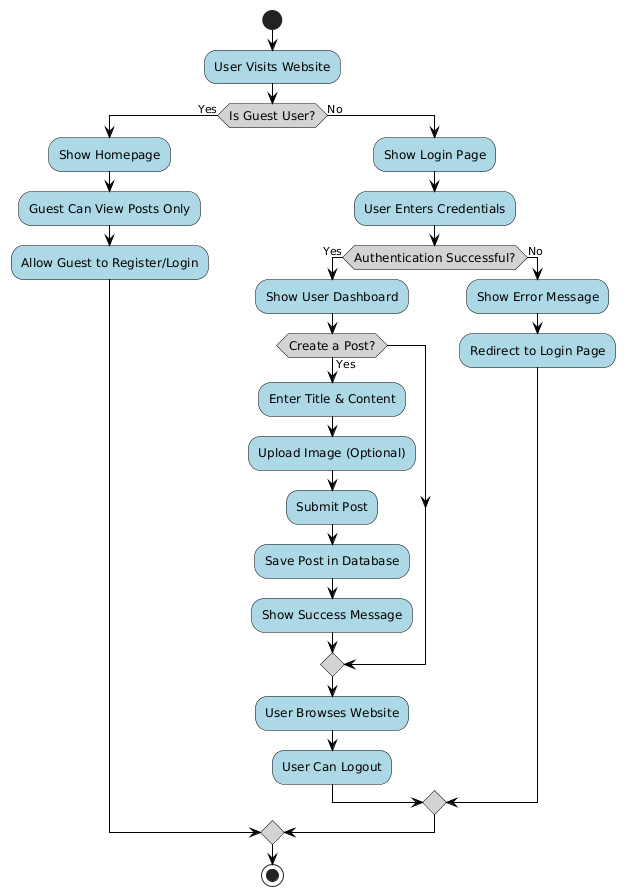 User Visits Website
Is Guest User?
Yes
No
Show Homepage
Guest Can View Posts Only
Allow Guest to Register/Login
Show Login Page
User Enters Credentials
Authentication Successful?
Yes
No
Show User Dashboard
Create a Post?
Yes
Enter Title & Content
Upload Image (Optional)
Submit Post
Save Post in Database
Show Success Message
User Browses Website
User Can Logout
Show Error Message
Redirect to Login Page